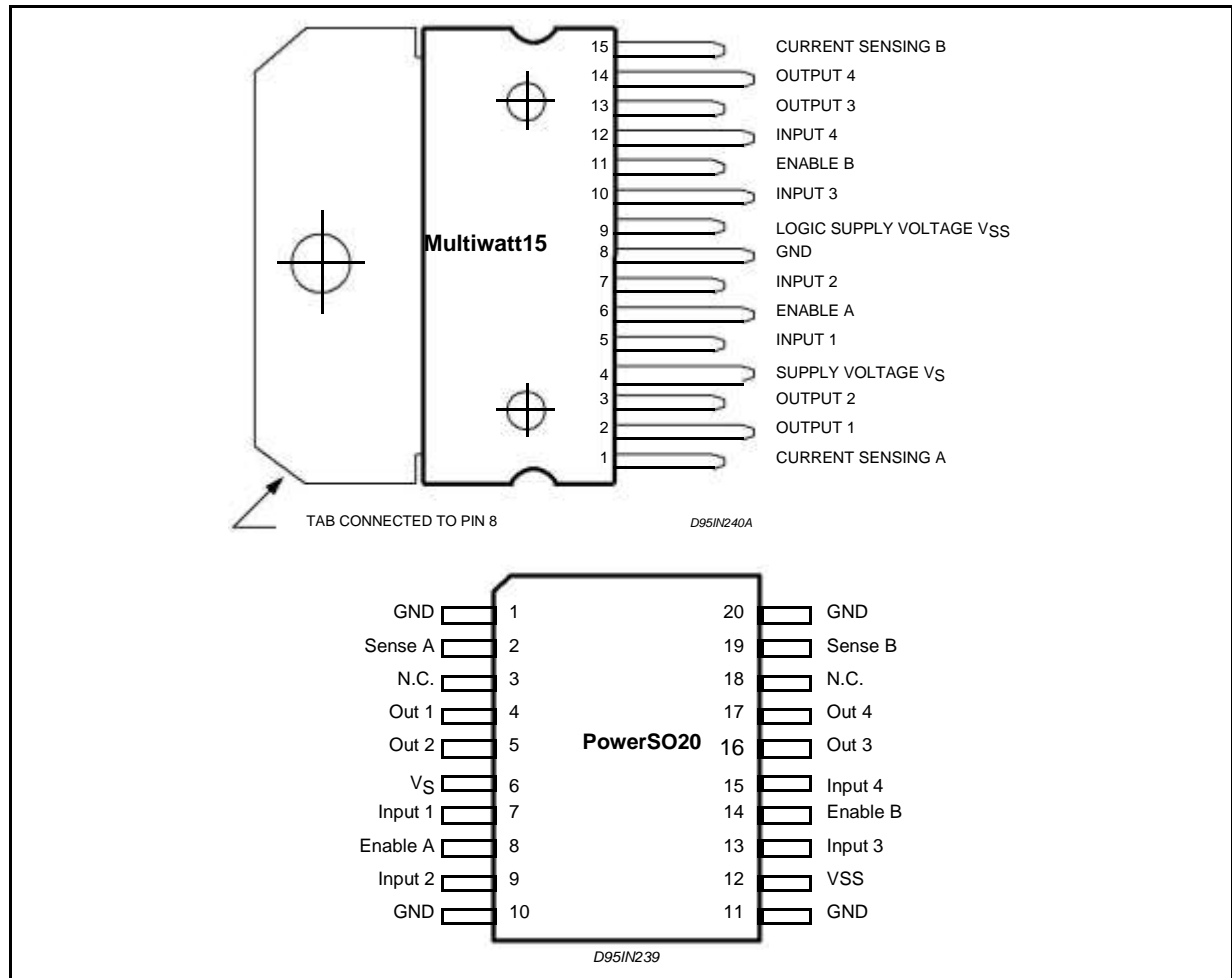 15 CURRENT SENSING B
14 OUTPUT 4
13 OUTPUT 3
12 INPUT 4
11 ENABLE B
10 INPUT 3
9 LOGIC SUPPLY VOLTAGE VSS
Multiwatt15
8 GND
7 INPUT 2
6 ENABLE A
5 INPUT 1
4 SUPPLY VOLTAGE VS
3 OUTPUT 2
2 OUTPUT 1
1 CURRENT SENSING A
TAB CONNECTED TO PIN 8
D95IN240A
GND 1 20 GND
Sense A 2 19 Sense B
N.C. 3 18 N.C.
Out 1 4 17 Out 4
Out 2 5 PowerSO20 16 Out 3
VS 6 15 Input 4
Input 1 7 14 Enable B
Enable A 8 13 Input 3
Input 2 9 12 VSS
GND 10 11 GND
D95IN239